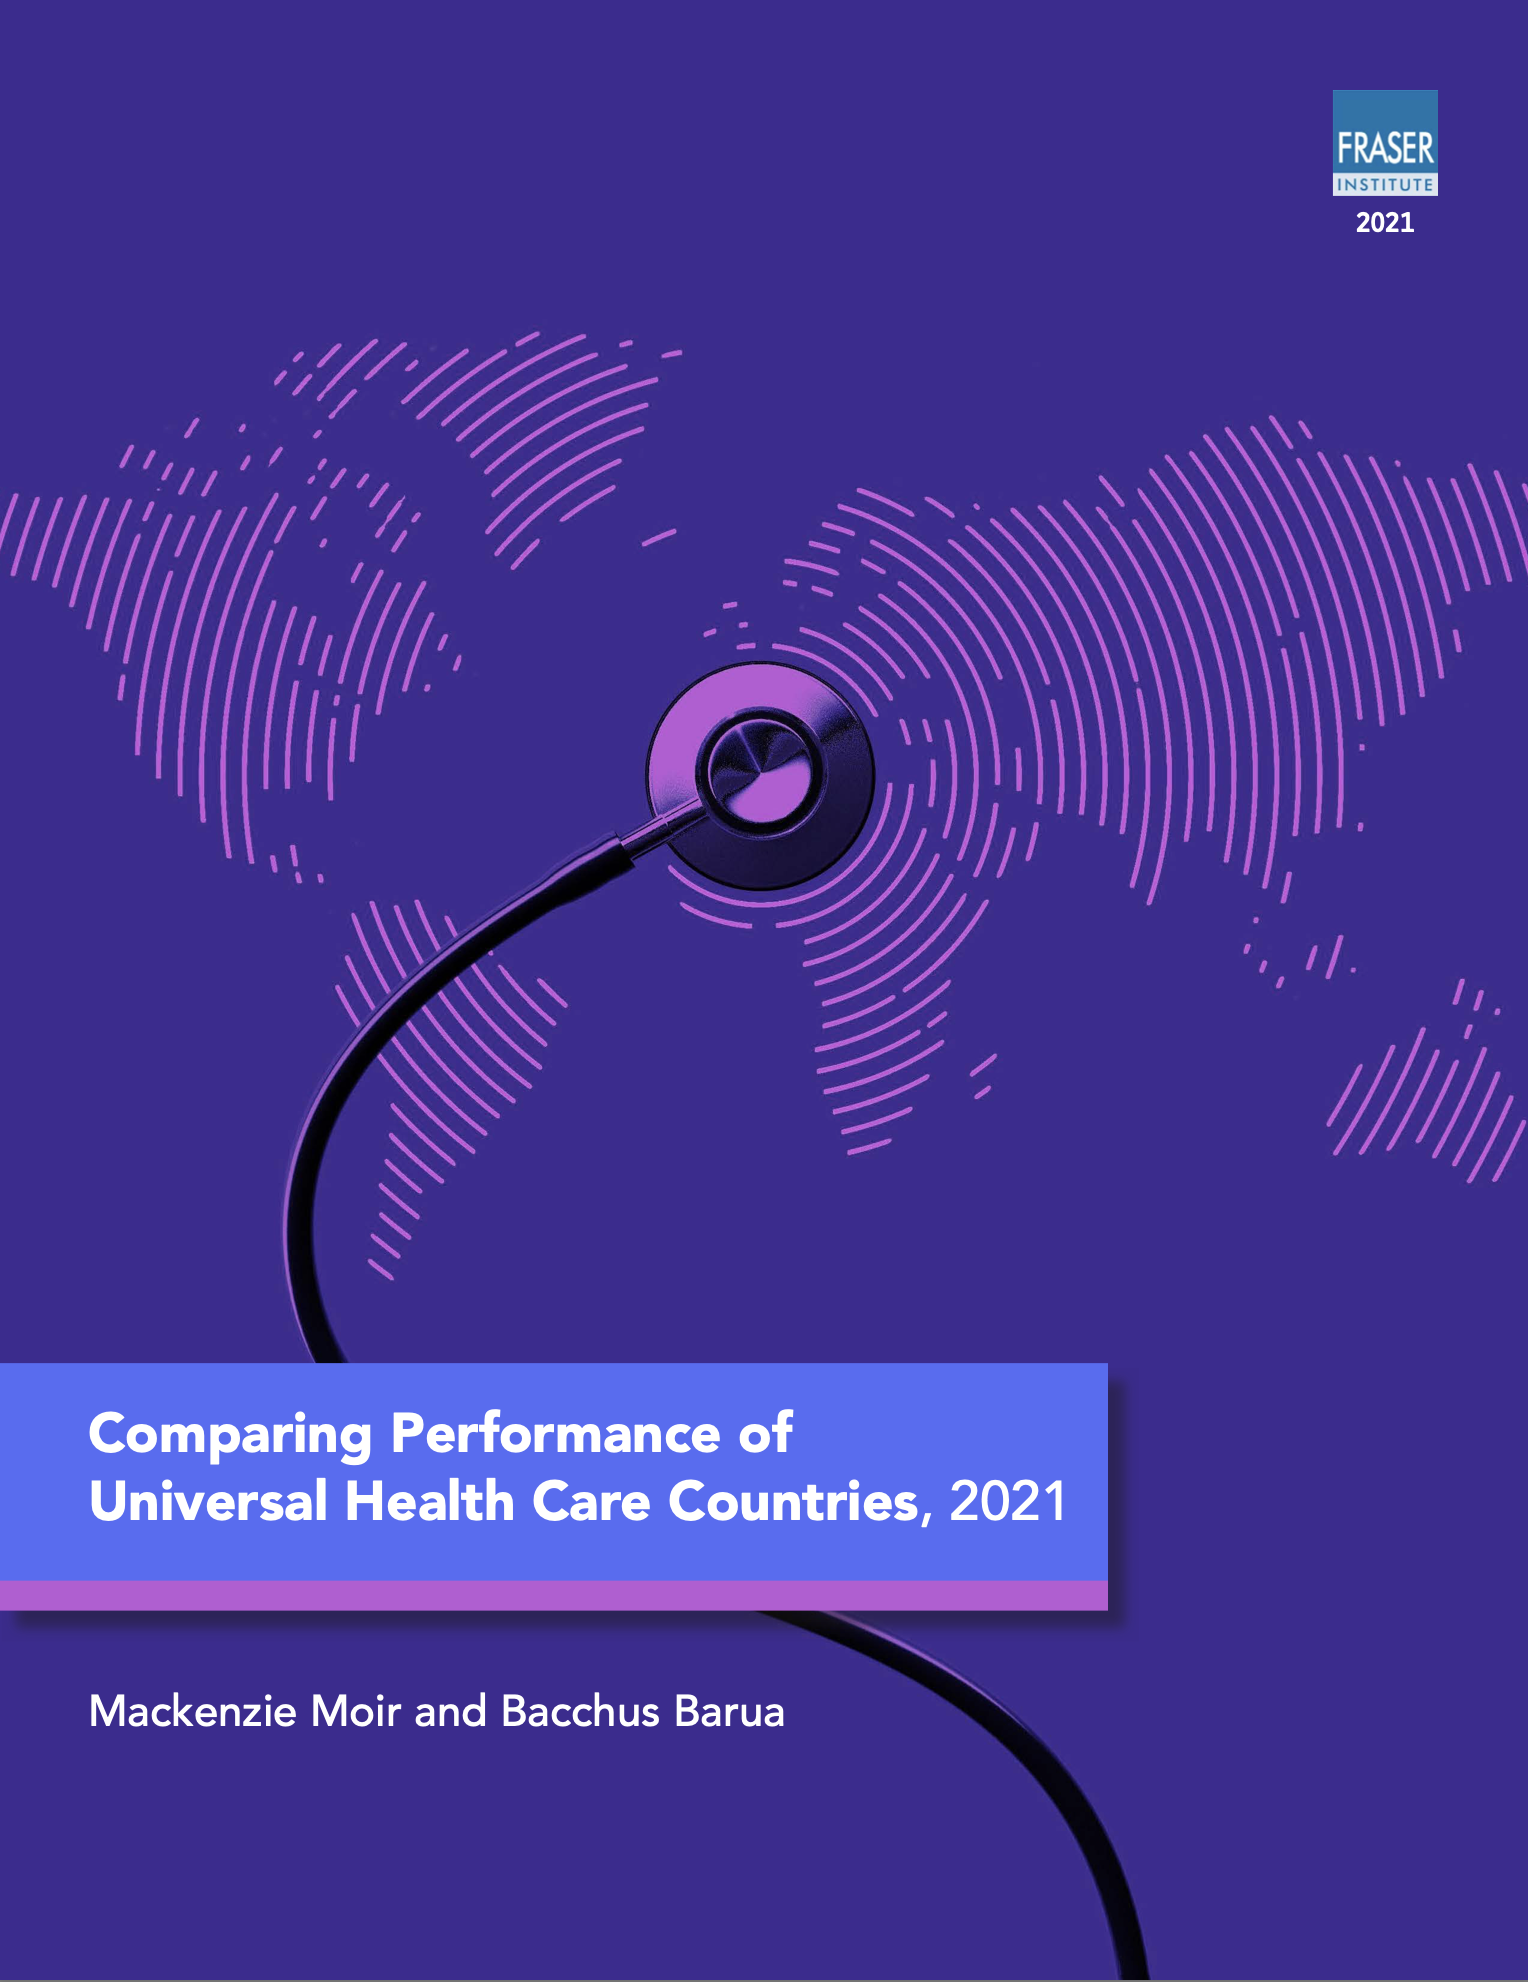 FRASER
INSTITUTE
2021
Comparing Performance of
Universal Health Care Countries, 2021
Mackenzie Moir and Bacchus Barua